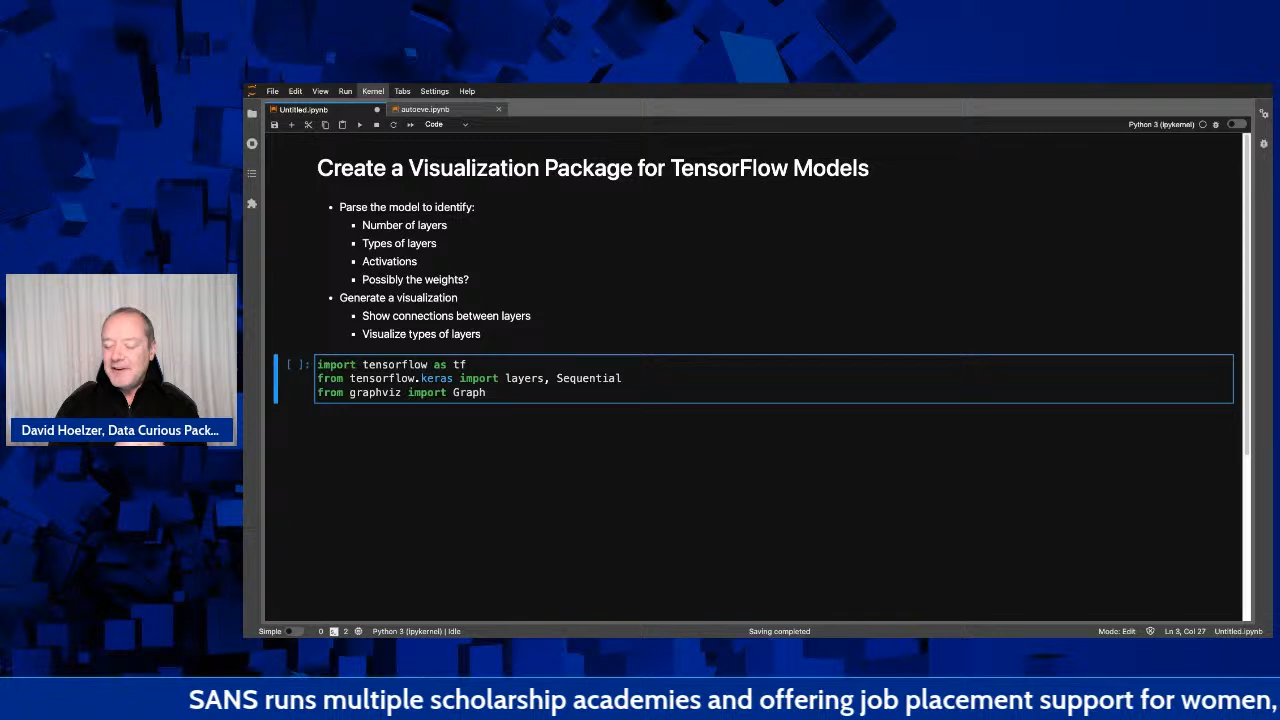 File Edit View Run Kernel Tabs Settings Help
Untitled.ipynb
autoeve.ipynb
Code
Python 3 (ipykernel)
Create a Visualization Package for TensorFlow Models
Parse the model to identify:
Number of layers
Types of layers
Activations
Possibly the weights?
Generate a visualization
Show connections between layers
Visualize types of layers
[ ]:
import tensorflow as tf
from tensorflow.keras import layers, Sequential
from graphviz import Graph
David Hoelzer, Data Curious Pack...
Simple 0 2 Python 3 (ipykernel) | Idle Saving completed Mode: Edit Ln 3, Col 27 Untitled.ipynb
SANS runs multiple scholarship academies and offering job placement support for women,